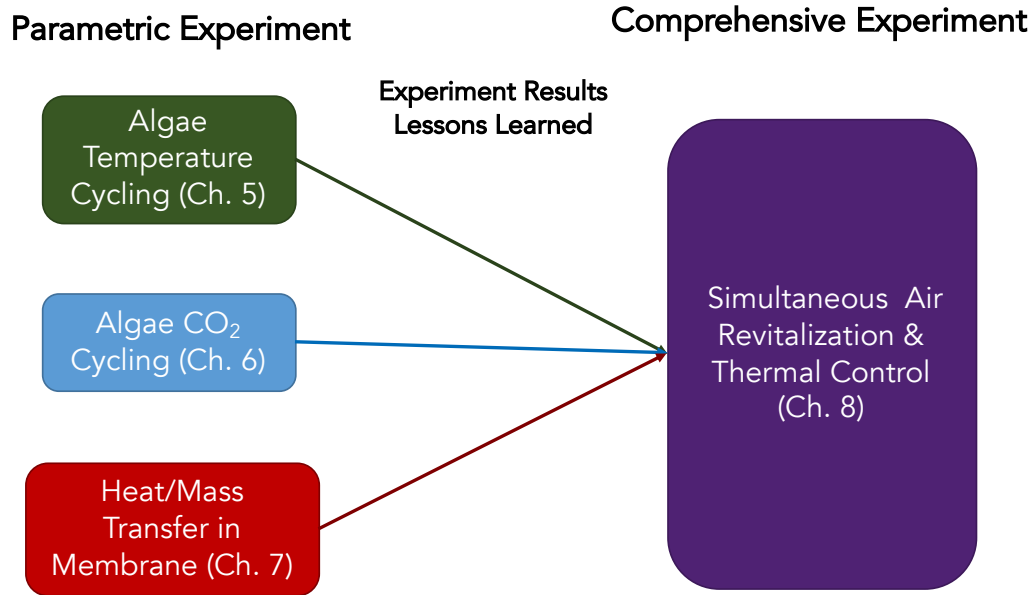 Parametric Experiment
Comprehensive Experiment
Experiment Results
Lessons Learned
Algae
Temperature
Cycling (Ch. 5)
Algae CO₂
Cycling (Ch. 6)
Heat/Mass
Transfer in
Membrane (Ch. 7)
Simultaneous Air
Revitalization &
Thermal Control
(Ch. 8)